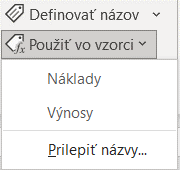 Definovať názov
Použiť vo vzorci
Náklady
Výnosy
Prilepiť názvy...